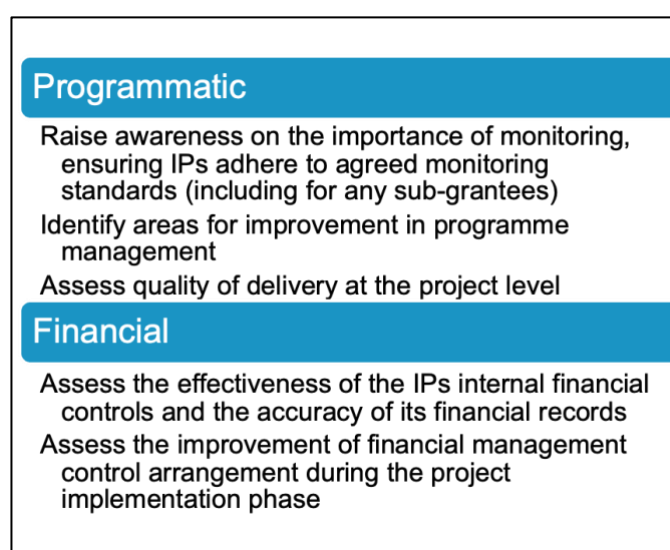 Programmatic
Raise awareness on the importance of monitoring,
ensuring IPs adhere to agreed monitoring
standards (including for any sub-grantees)
Identify areas for improvement in programme
management
Assess quality of delivery at the project level
Financial
Assess the effectiveness of the IPs internal financial
controls and the accuracy of its financial records
Assess the improvement of financial management
control arrangement during the project
implementation phase